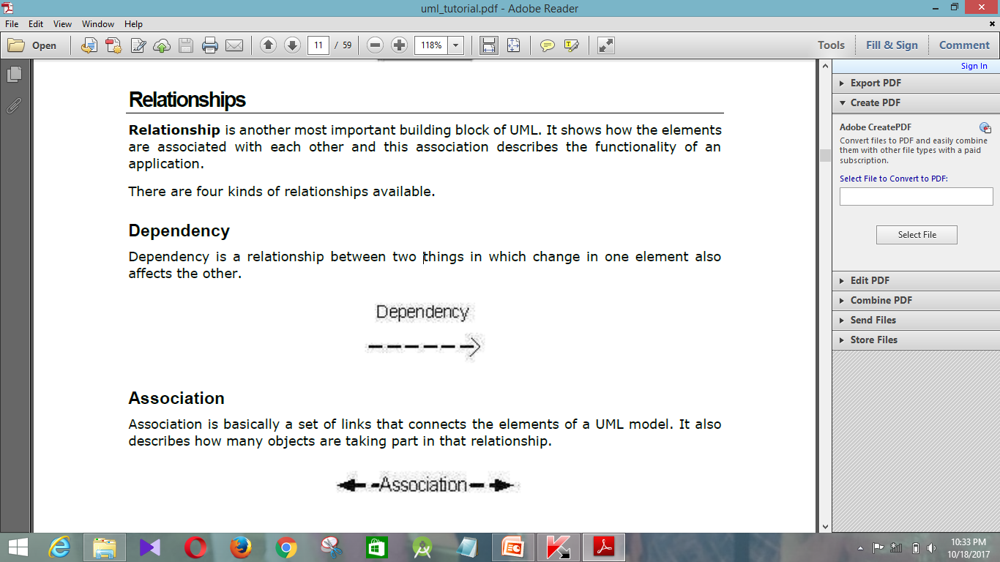 uml_tutorial.pdf - Adobe Reader
File Edit View Window Help
Open 11 / 59 118% Tools Fill & Sign Comment
Sign In
Export PDF
Create PDF
Adobe CreatePDF
Convert files to PDF and easily combine
them with other file types with a paid
subscription.
Select File to Convert to PDF:
Select File
Edit PDF
Combine PDF
Send Files
Store Files
Relationships
Relationship is another most important building block of UML. It shows how the elements
are associated with each other and this association describes the functionality of an
application.
There are four kinds of relationships available.
Dependency
Dependency is a relationship between two things in which change in one element also
affects the other.
Dependency
Association
Association is basically a set of links that connects the elements of a UML model. It also
describes how many objects are taking part in that relationship.
Association
10:33 PM
10/18/2017